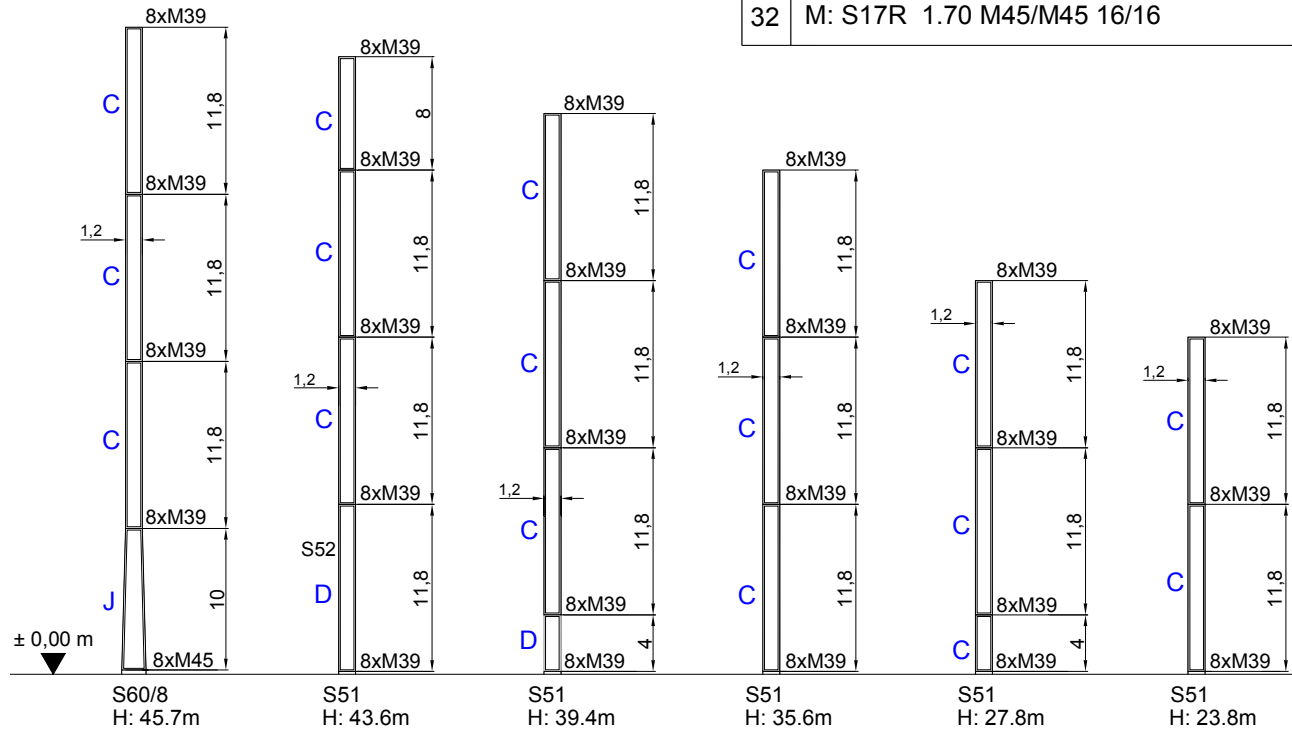 32 M: S17R 1.70 M45/M45 16/16
8xM39
C
11,8
8xM39
1,2
C
11,8
8xM39
C
11,8
8xM39
J
10
± 0,00 m
8xM45
S60/8
H: 45.7m
8xM39
C
8
8xM39
C
11,8
8xM39
1,2
C
11,8
8xM39
S52
D
11,8
8xM39
S51
H: 43.6m
8xM39
C
11,8
8xM39
C
11,8
8xM39
1,2
C
11,8
8xM39
D
4
8xM39
S51
H: 39.4m
8xM39
C
11,8
8xM39
1,2
C
11,8
8xM39
C
11,8
8xM39
S51
H: 35.6m
8xM39
1,2
C
11,8
8xM39
C
11,8
8xM39
C
4
8xM39
S51
H: 27.8m
8xM39
1,2
C
11,8
8xM39
C
11,8
8xM39
S51
H: 23.8m